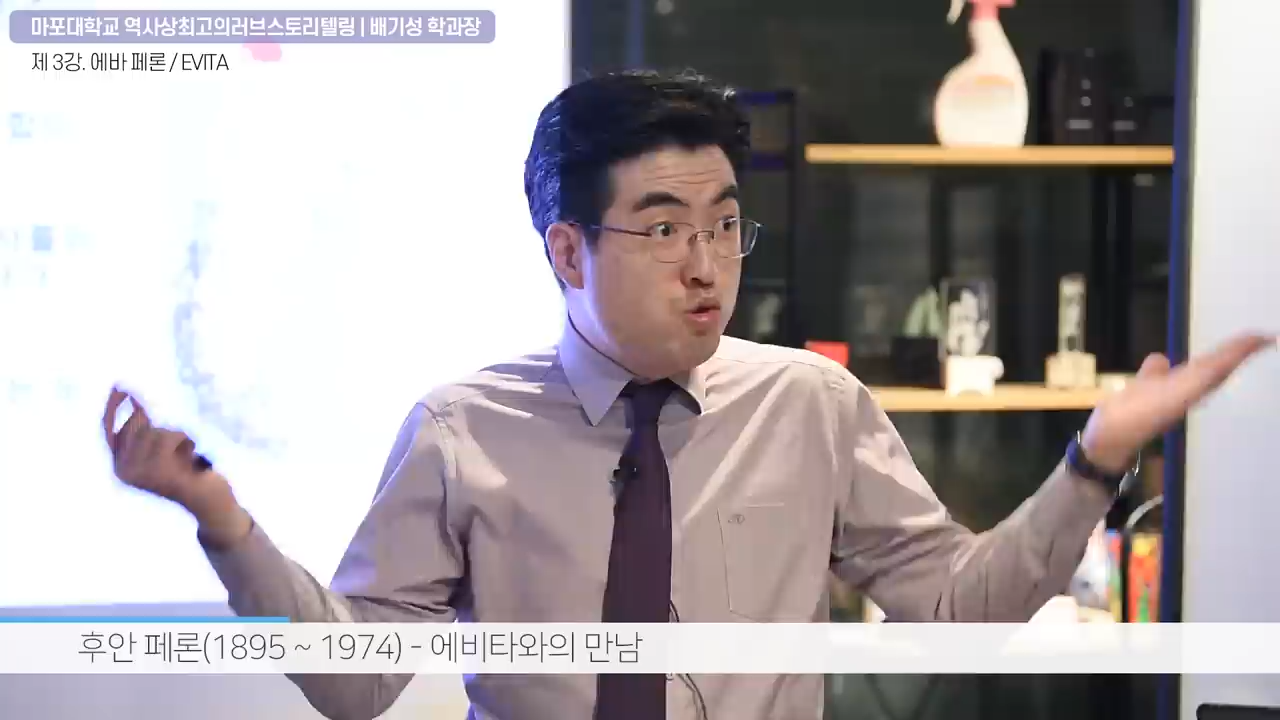 마포대학교 역사상최고의러브스토리텔링 | 배기성 학과장
제 3강. 에바 페론 / EVITA
후안 페론(1895 ~ 1974) - 에비타와의 만남